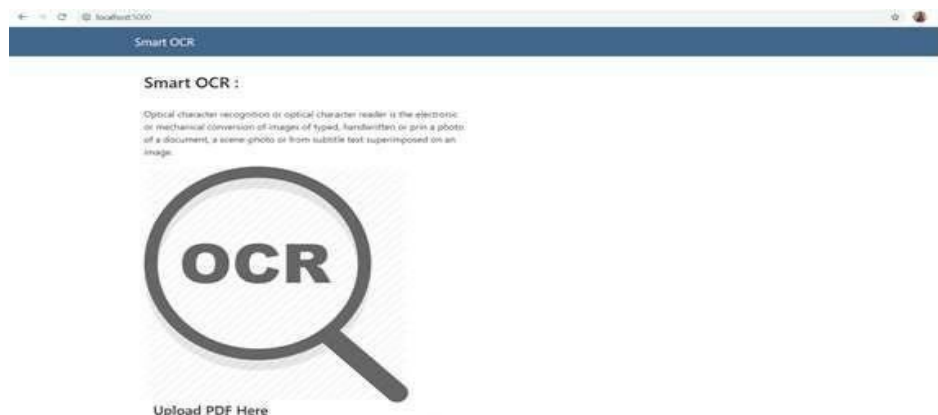 localhost:5000
Smart OCR
Smart OCR :
Optical character recognition or optical character reader is the electronic
or mechanical conversion of images of typed, handwritten or prin a photo
of a document, a scene-photo or from subtitle text superimposed on an
image.
OCR
Upload PDF Here